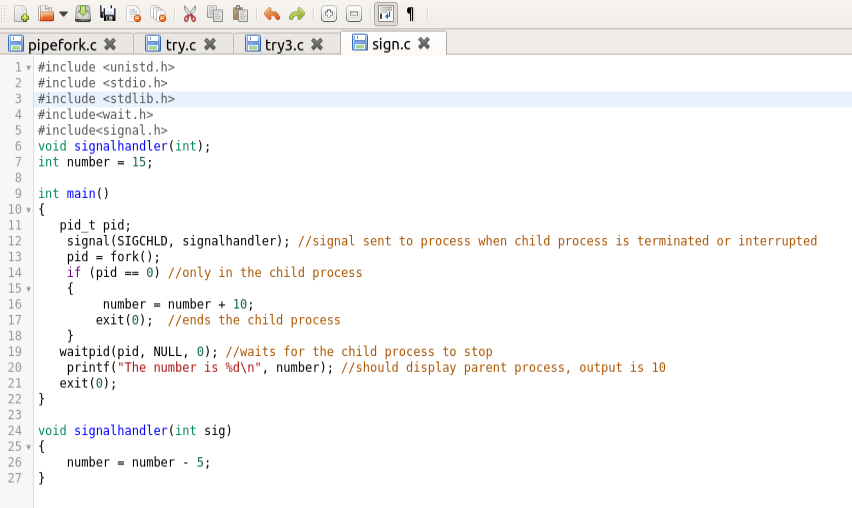 pipefork.c
try.c
try3.c
sign.c
1 #include <unistd.h>
2 #include <stdio.h>
3 #include <stdlib.h>
4 #include<wait.h>
5 #include<signal.h>
6 void signalhandler(int);
7 int number = 15;
8
9 int main()
10 {
11    pid_t pid;
12     signal(SIGCHLD, signalhandler); //signal sent to process when child process is terminated or interrupted
13     pid = fork();
14     if (pid == 0) //only in the child process
15     {
16          number = number + 10;
17         exit(0);  //ends the child process
18     }
19    waitpid(pid, NULL, 0); //waits for the child process to stop
20     printf("The number is %d\n", number); //should display parent process, output is 10
21    exit(0);
22 }
23
24 void signalhandler(int sig)
25 {
26     number = number - 5;
27 }